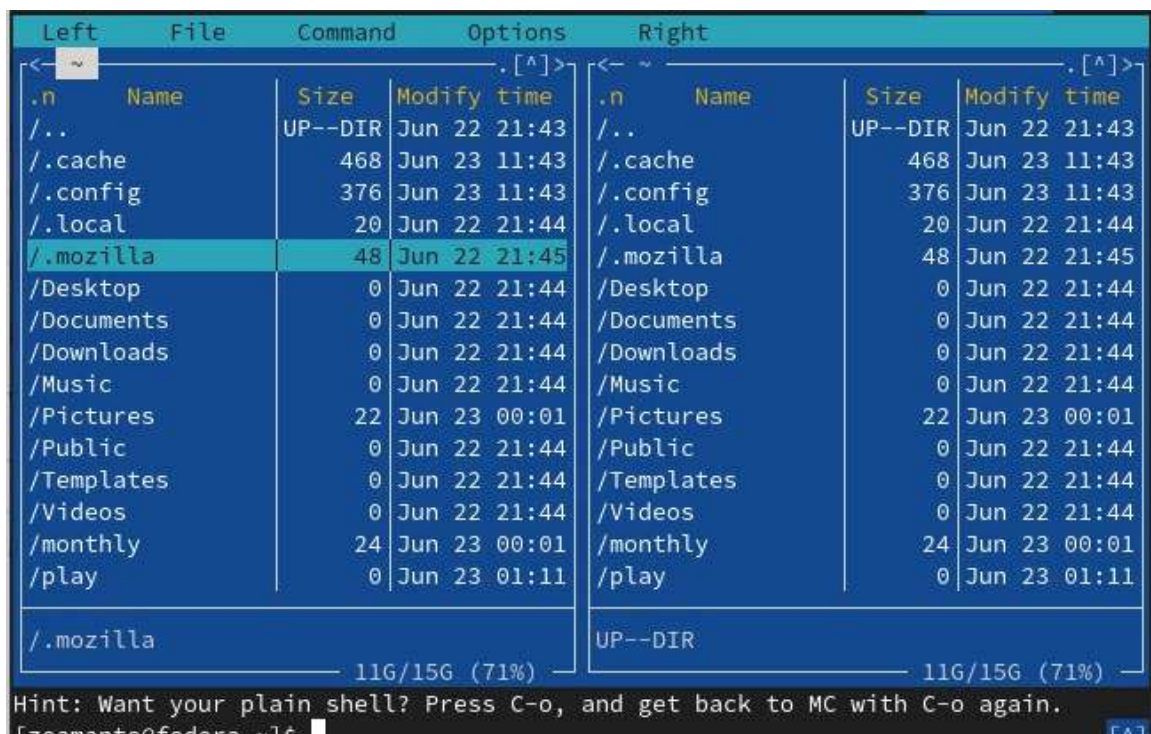 Left File Command Options Right
<- ~ .[^]> <- ~ .[^]>
.n Name Size Modify time .n Name Size Modify time
/.. UP--DIR Jun 22 21:43 /.. UP--DIR Jun 22 21:43
/.cache 468 Jun 23 11:43 /.cache 468 Jun 23 11:43
/.config 376 Jun 23 11:43 /.config 376 Jun 23 11:43
/.local 20 Jun 22 21:44 /.local 20 Jun 22 21:44
/.mozilla 48 Jun 22 21:45 /.mozilla 48 Jun 22 21:45
/Desktop 0 Jun 22 21:44 /Desktop 0 Jun 22 21:44
/Documents 0 Jun 22 21:44 /Documents 0 Jun 22 21:44
/Downloads 0 Jun 22 21:44 /Downloads 0 Jun 22 21:44
/Music 0 Jun 22 21:44 /Music 0 Jun 22 21:44
/Pictures 22 Jun 23 00:01 /Pictures 22 Jun 23 00:01
/Public 0 Jun 22 21:44 /Public 0 Jun 22 21:44
/Templates 0 Jun 22 21:44 /Templates 0 Jun 22 21:44
/Videos 0 Jun 22 21:44 /Videos 0 Jun 22 21:44
/monthly 24 Jun 23 00:01 /monthly 24 Jun 23 00:01
/play 0 Jun 23 01:11 /play 0 Jun 23 01:11
/.mozilla UP--DIR
11G/15G (71%) 11G/15G (71%)
Hint: Want your plain shell? Press C-o, and get back to MC with C-o again.
~]$ [^]